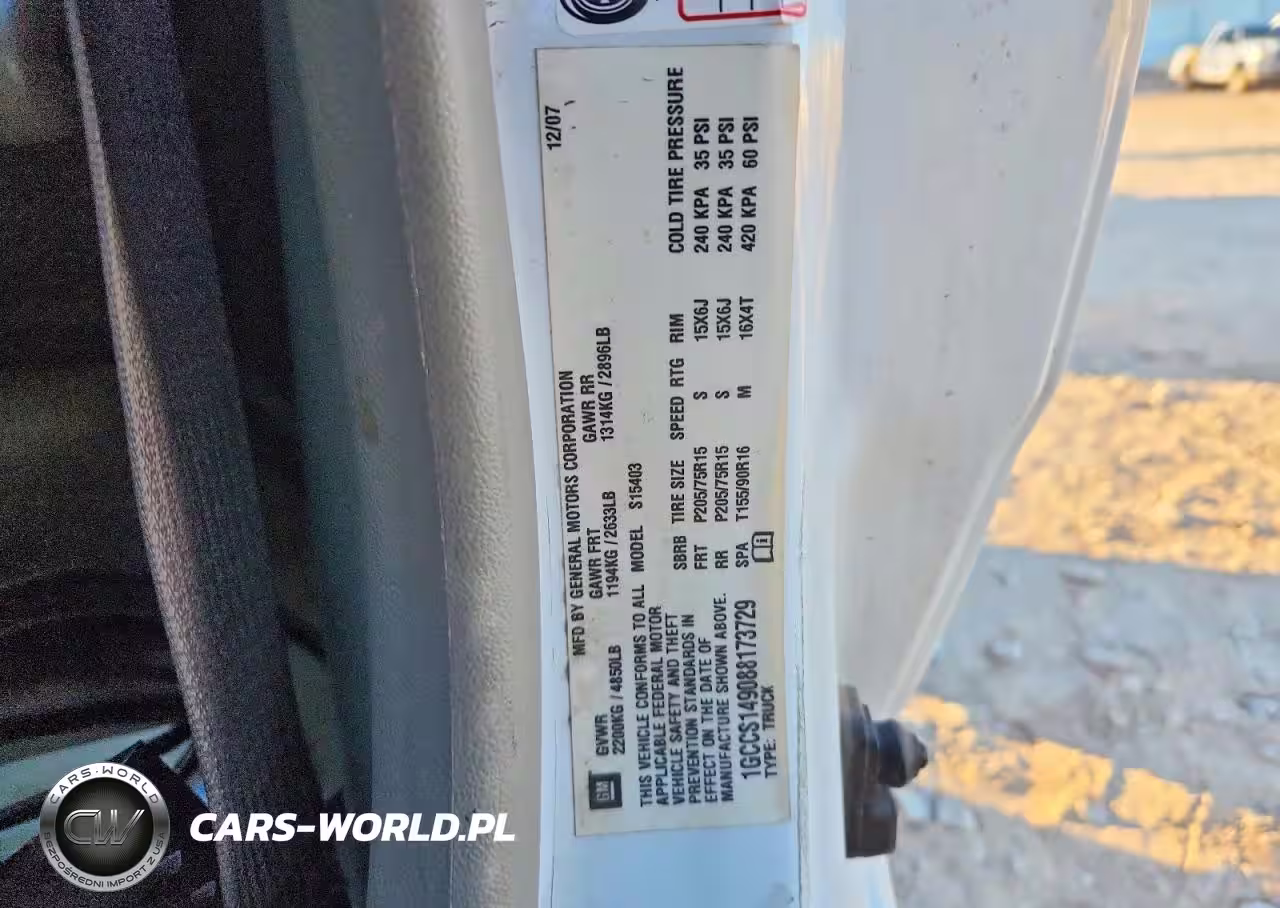 12/07
MFD BY GENERAL MOTORS CORPORATION
GVWR GAWR FRT GAWR RR
2200KG / 4850LB 1194KG / 2633LB 1314KG / 2896LB
GM
THIS VEHICLE CONFORMS TO ALL
APPLICABLE FEDERAL MOTOR
VEHICLE SAFETY AND THEFT
PREVENTION STANDARDS IN
EFFECT ON THE DATE OF
MANUFACTURE SHOWN ABOVE.
1GCCS149088173729
TYPE: TRUCK
MODEL S15403
SBRB TIRE SIZE SPEED RTG RIM COLD TIRE PRESSURE
FRT P205/75R15 S 15X6J 240 KPA 35 PSI
RR P205/75R15 S 15X6J 240 KPA 35 PSI
SPA T155/90R16 M 16X4T 420 KPA 60 PSI
CARS-WORLD
CW
BEZPOŚREDNI IMPORT Z USA
CARS-WORLD.PL